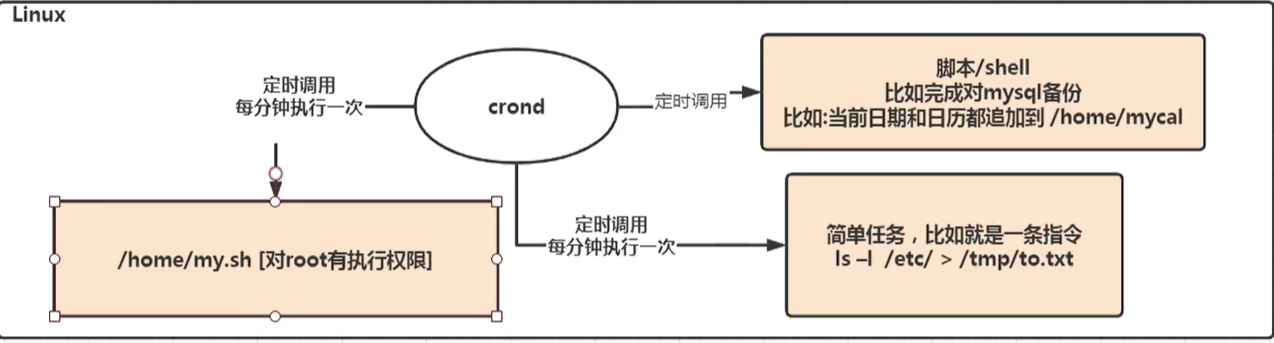 Linux
定时调用
每分钟执行一次
crond
定时调用
脚本/shell
比如完成对mysql备份
比如:当前日期和日历都追加到 /home/mycal
/home/my.sh [对root有执行权限]
定时调用
每分钟执行一次
简单任务，比如就是一条指令
ls –l /etc/ > /tmp/to.txt